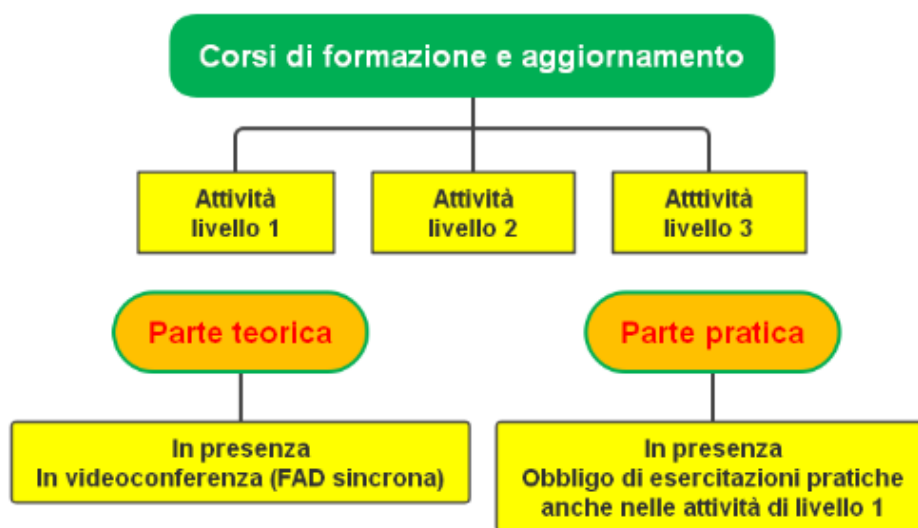 Corsi di formazione e aggiornamento
Attività
livello 1
Attività
livello 2
Atttività
livello 3
Parte teorica
Parte pratica
In presenza
In videoconferenza (FAD sincrona)
In presenza
Obbligo di esercitazioni pratiche
anche nelle attività di livello 1